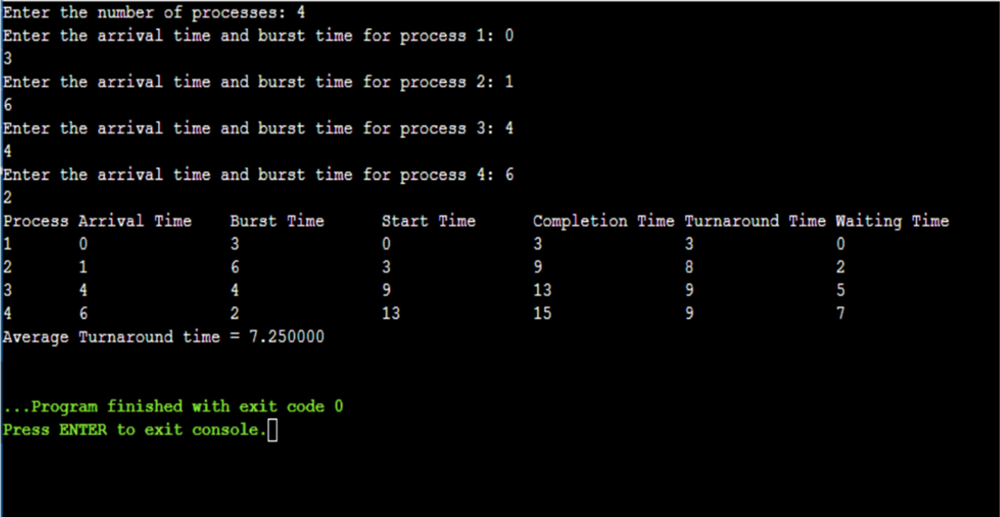 Enter the number of processes: 4
Enter the arrival time and burst time for process 1: 0
3
Enter the arrival time and burst time for process 2: 1
6
Enter the arrival time and burst time for process 3: 4
4
Enter the arrival time and burst time for process 4: 6
2
Process Arrival Time    Burst Time      Start Time      Completion Time Turnaround Time Waiting Time
1       0               3               0               3               3               0
2       1               6               3               9               8               2
3       4               4               9               13              9               5
4       6               2               13              15              9               7
Average Turnaround time = 7.250000
...Program finished with exit code 0
Press ENTER to exit console.